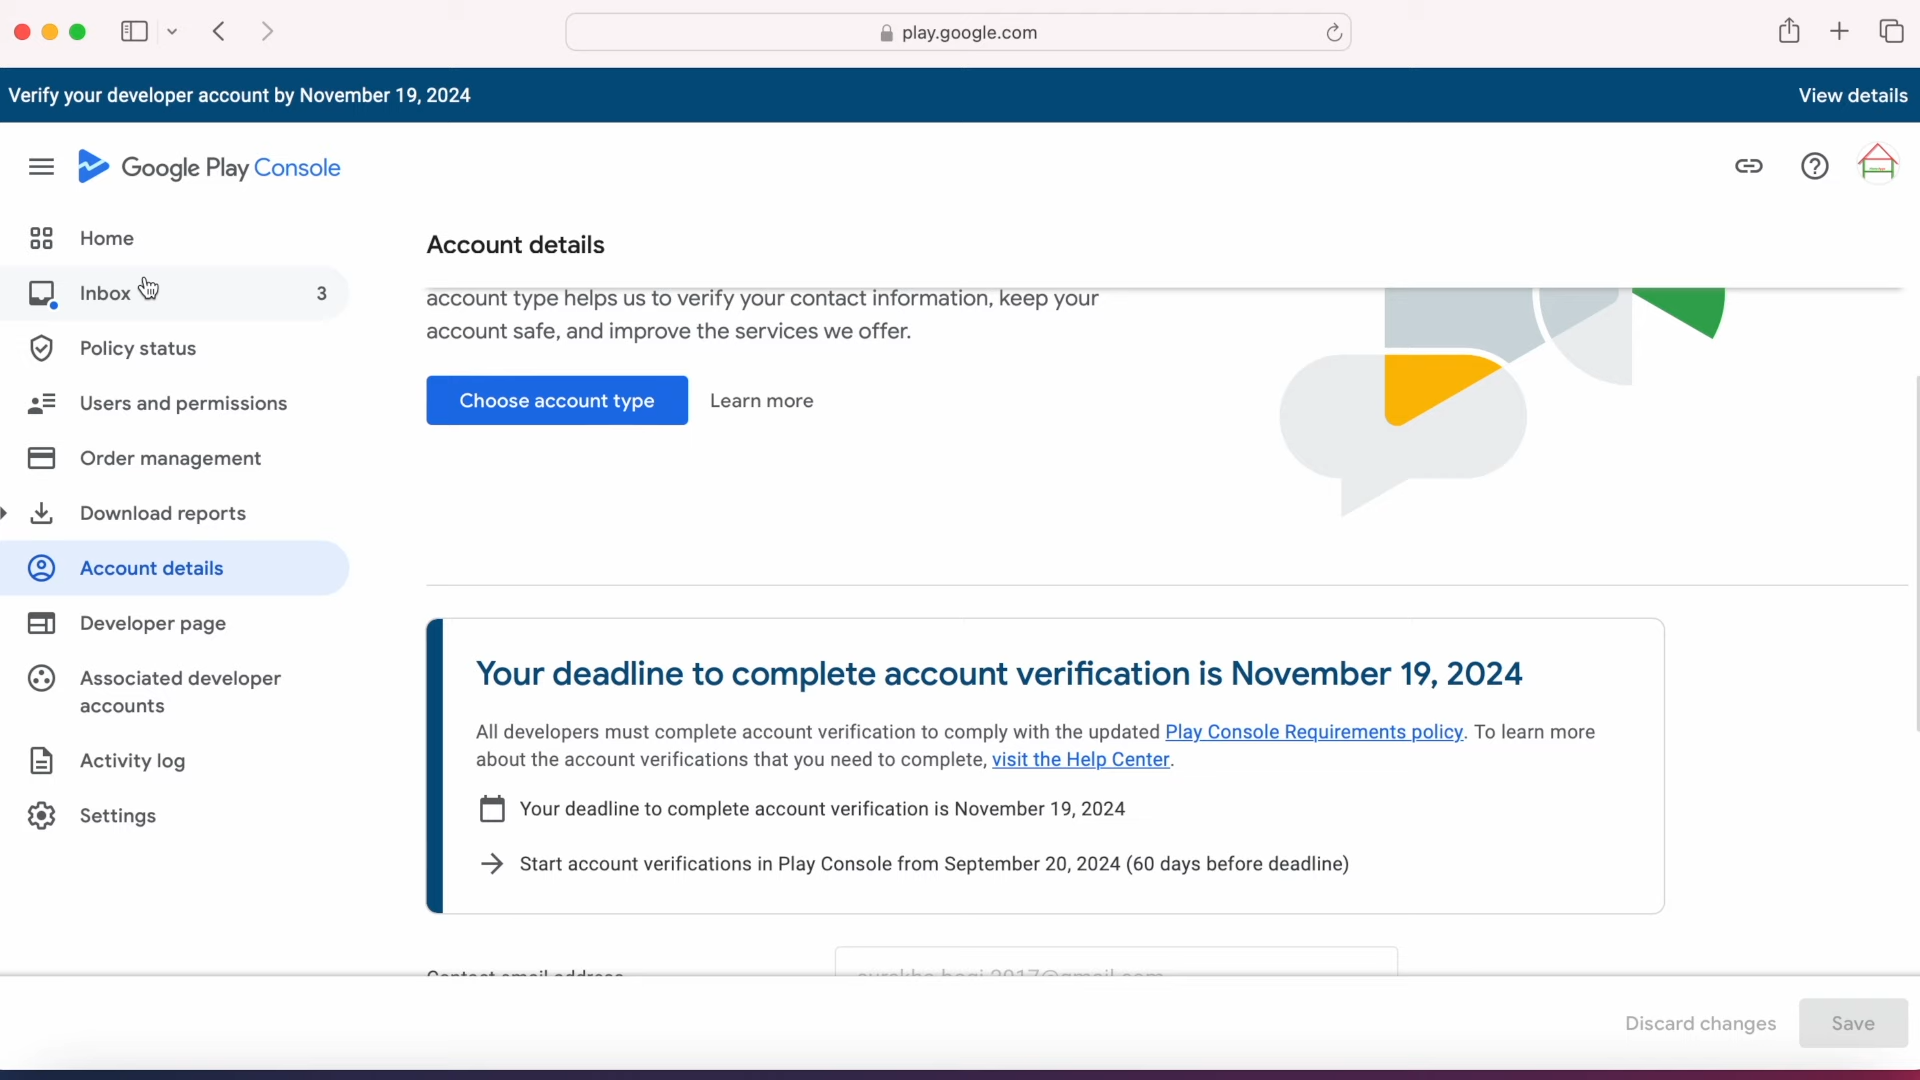 play.google.com
Verify your developer account by November 19, 2024
View details
Google Play Console
Home
Inbox
3
Policy status
Users and permissions
Order management
Download reports
Account details
Developer page
Associated developer
accounts
Activity log
Settings
Account details
account type helps us to verify your contact information, keep your
account safe, and improve the services we offer.
Choose account type
Learn more
Your deadline to complete account verification is November 19, 2024
All developers must complete account verification to comply with the updated Play Console Requirements policy. To learn more
about the account verifications that you need to complete, visit the Help Center.
Your deadline to complete account verification is November 19, 2024
Start account verifications in Play Console from September 20, 2024 (60 days before deadline)
Contact email address
Discard changes
Save